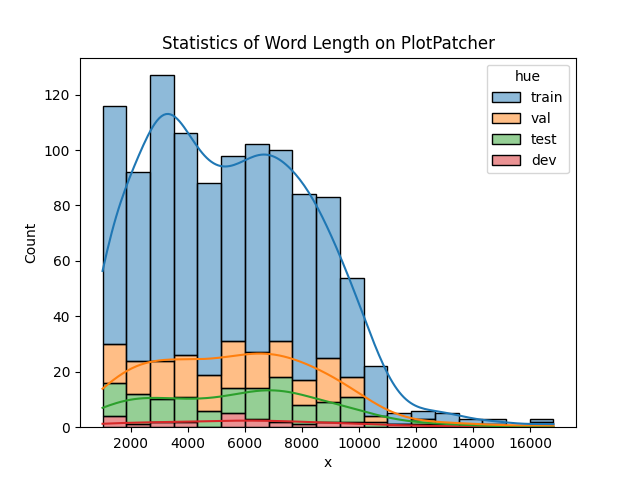 Statistics of Word Length on PlotPatcher
hue
train
val
test
dev
120
100
80
60
40
20
0
Count
2000 4000 6000 8000 10000 12000 14000 16000
x